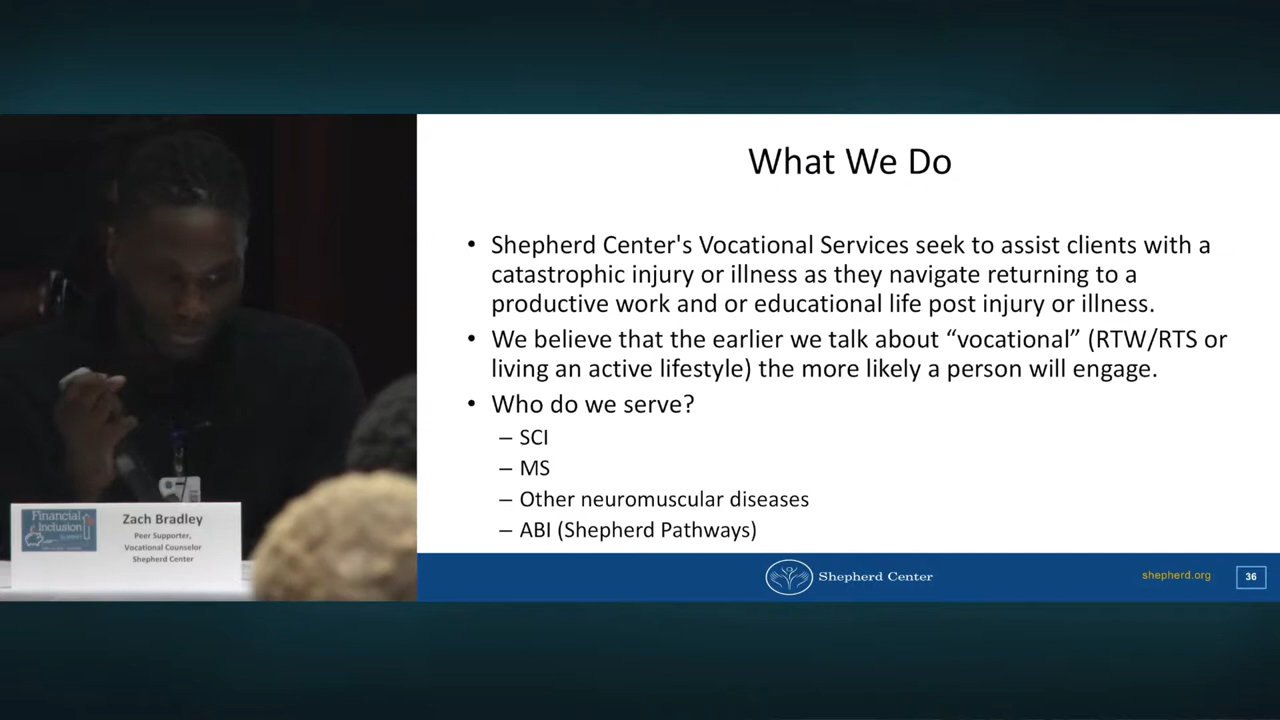 What We Do
• Shepherd Center's Vocational Services seek to assist clients with a
catastrophic injury or illness as they navigate returning to a
productive work and or educational life post injury or illness.
• We believe that the earlier we talk about “vocational” (RTW/RTS or
living an active lifestyle) the more likely a person will engage.
• Who do we serve?
– SCI
– MS
– Other neuromuscular diseases
– ABI (Shepherd Pathways)
Shepherd Center
shepherd.org
36
Financial
Inclusion
Zach Bradley
Peer Supporter,
Vocational Counselor
Shepherd Center